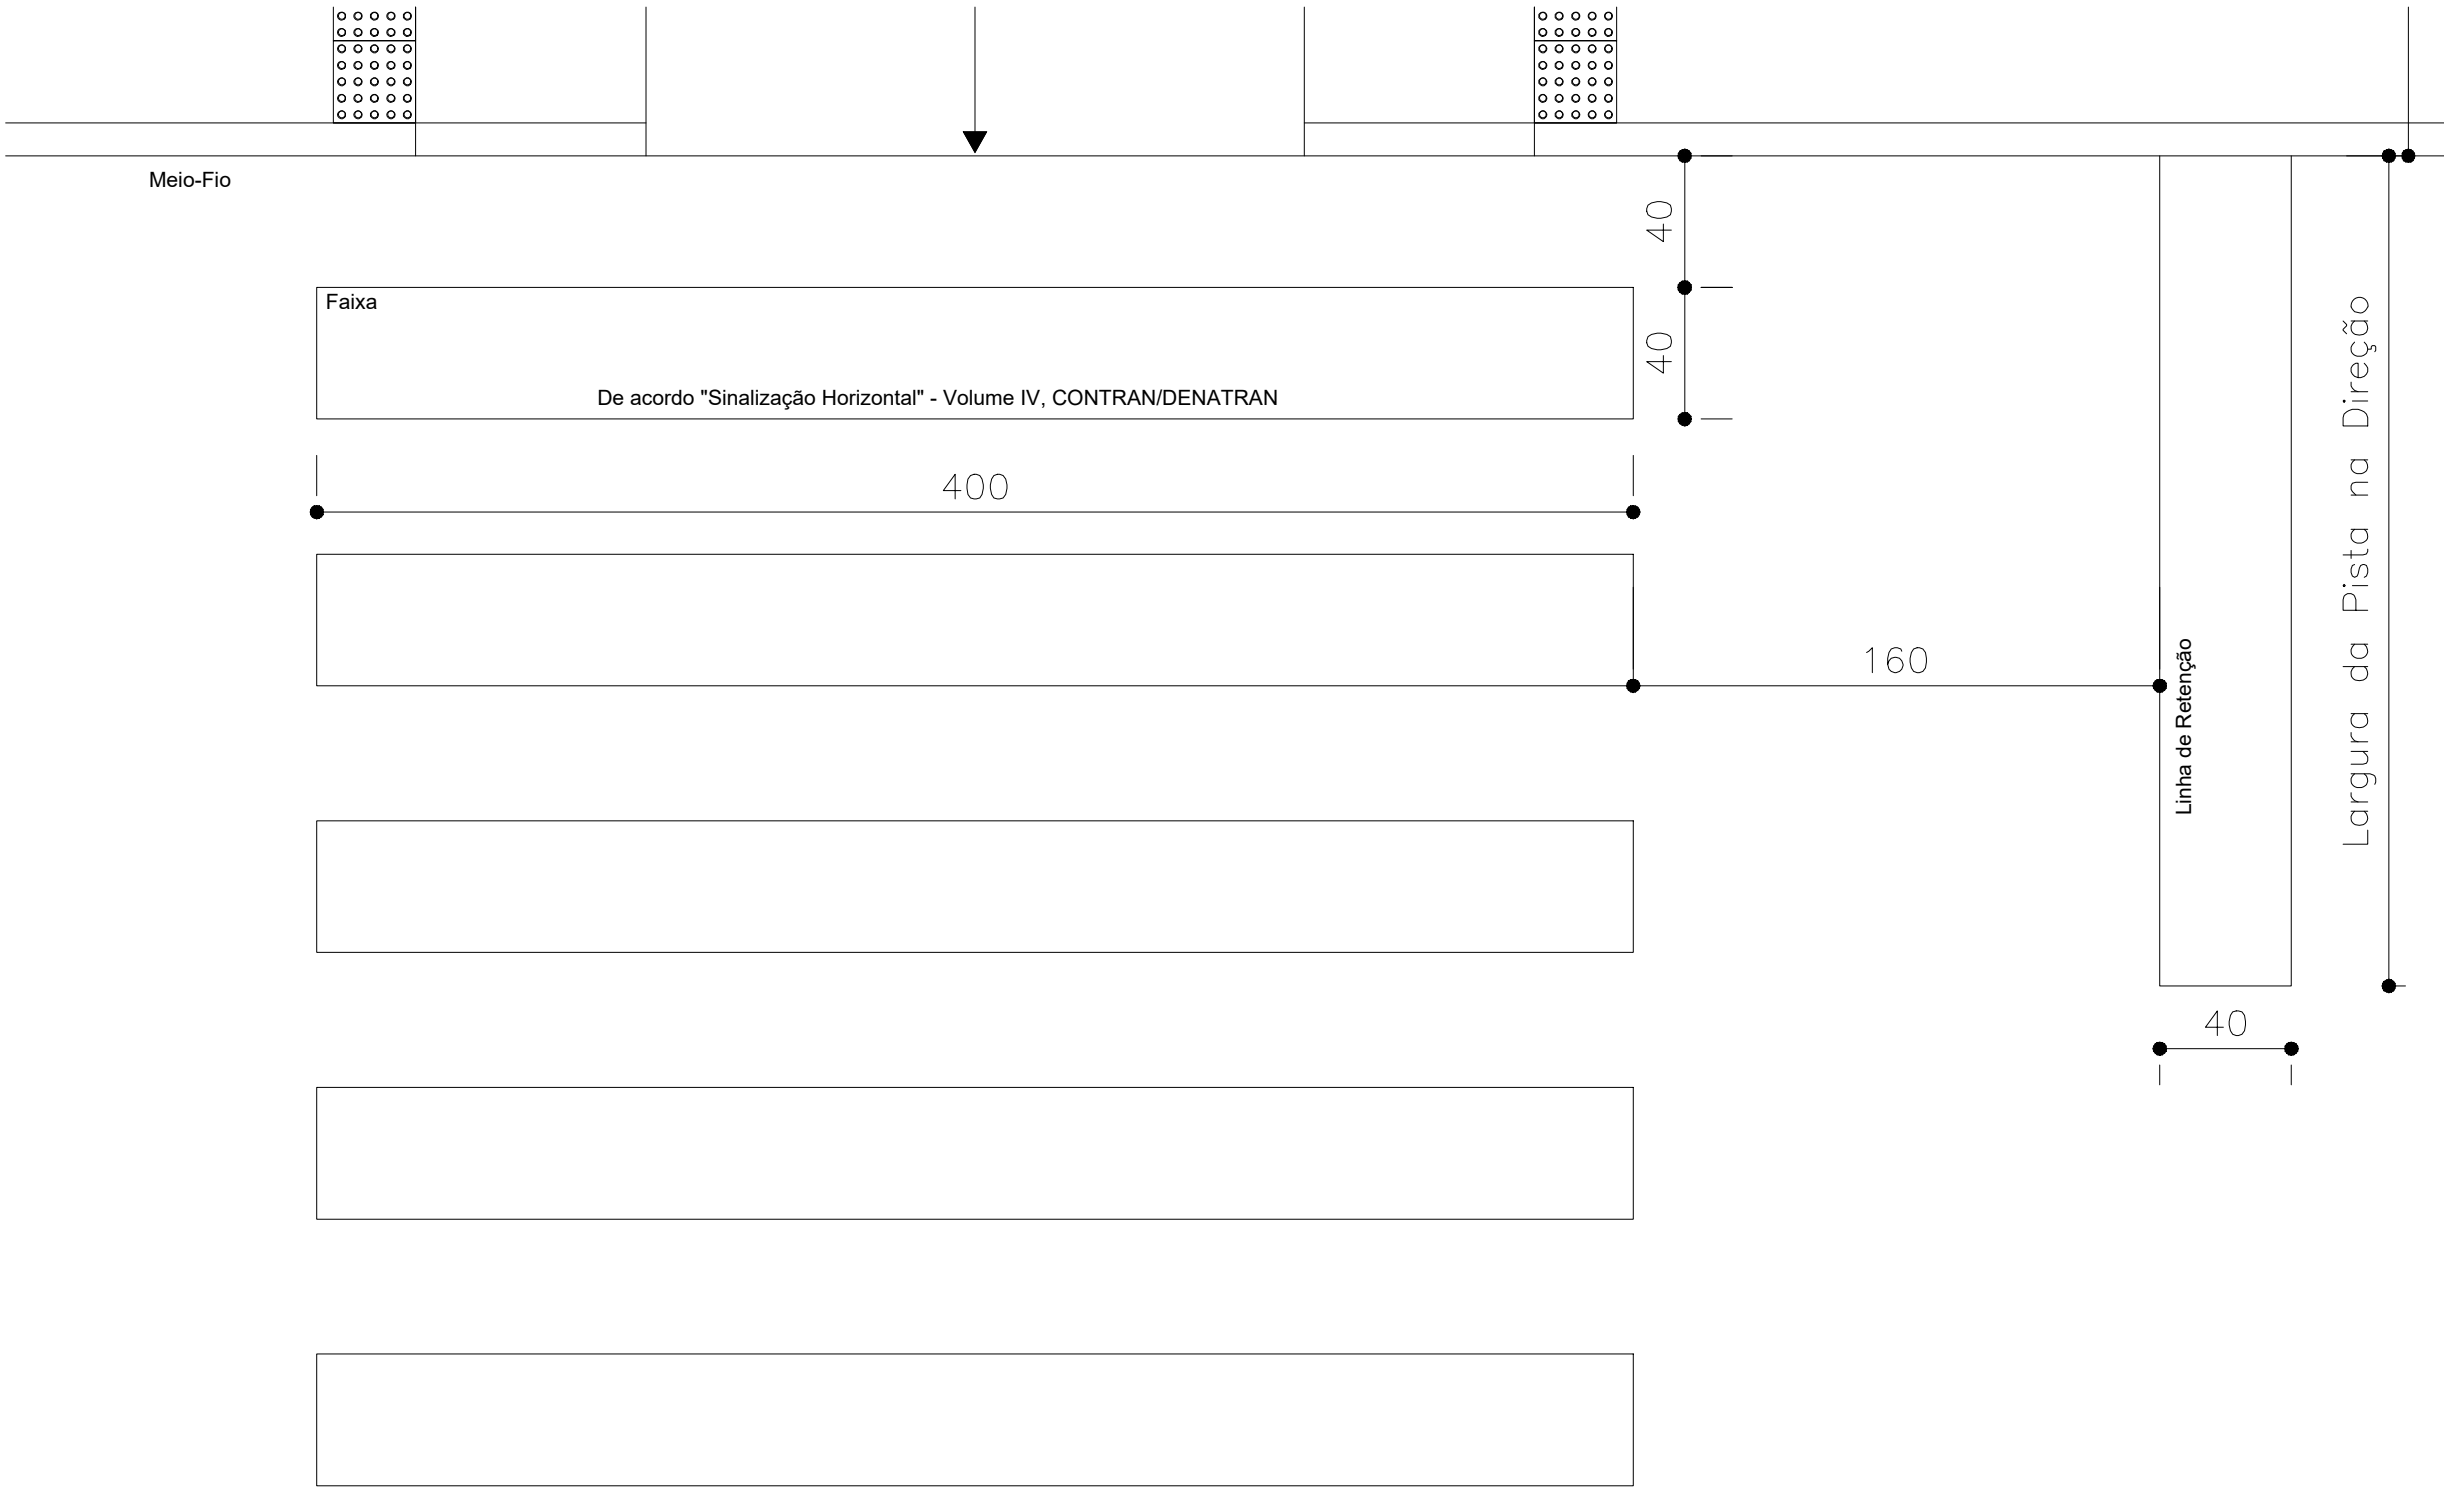 Meio-Fio
40
Faixa
40
De acordo "Sinalização Horizontal" - Volume IV, CONTRAN/DENATRAN
400
160
Linha de Retenção
Largura da Pista na Direção
40